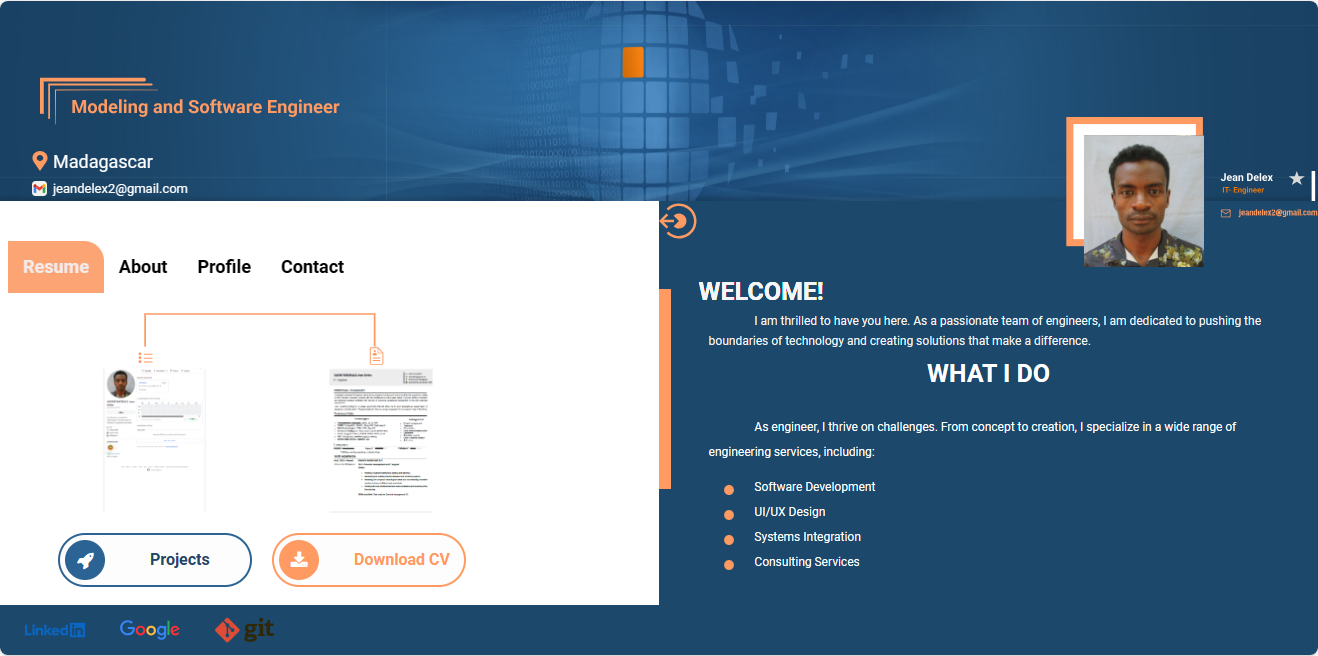 Modeling and Software Engineer
Madagascar
jeandelex2@gmail.com
Jean Delex
IT- Engineer
jeandelex2@gmail.com
Resume
About
Profile
Contact
Projects
Download CV
WELCOME!
I am thrilled to have you here. As a passionate team of engineers, I am dedicated to pushing the
boundaries of technology and creating solutions that make a difference.
WHAT I DO
As engineer, I thrive on challenges. From concept to creation, I specialize in a wide range of
engineering services, including:
Software Development
UI/UX Design
Systems Integration
Consulting Services
Linkedin
Google
git